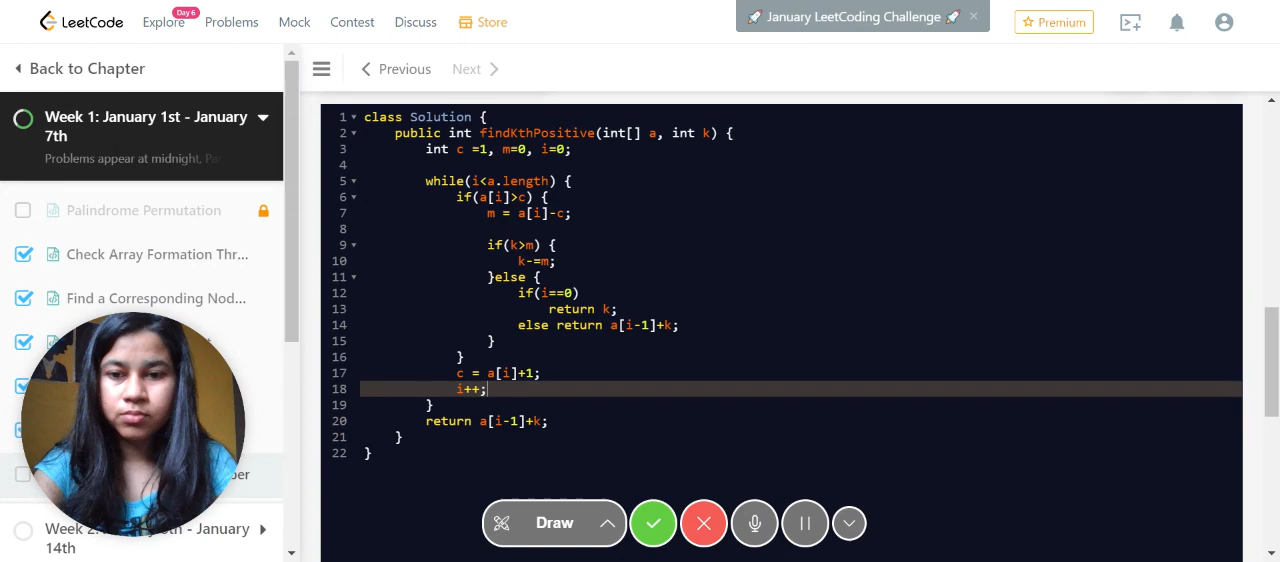 LeetCode
Explore
Day 6
Problems
Mock
Contest
Discuss
Store
🚀 January LeetCoding Challenge 🚀 ×
Premium
Back to Chapter
Previous
Next
Week 1: January 1st - January
7th
Problems appear at midnight,
Palindrome Permutation
Check Array Formation Thr...
Find a Corresponding Nod...
Week 2:
January
14th
1 class Solution {
2 public int findKthPositive(int[] a, int k) {
3 int c =1, m=0, i=0;
4
5 while(i<a.length) {
6 if(a[i]>c) {
7 m = a[i]-c;
8
9 if(k>m) {
10 k-=m;
11 }else {
12 if(i==0)
13 return k;
14 else return a[i-1]+k;
15 }
16 }
17 c = a[i]+1;
18 i++;
19 }
20 return a[i-1]+k;
21 }
22 }
Draw